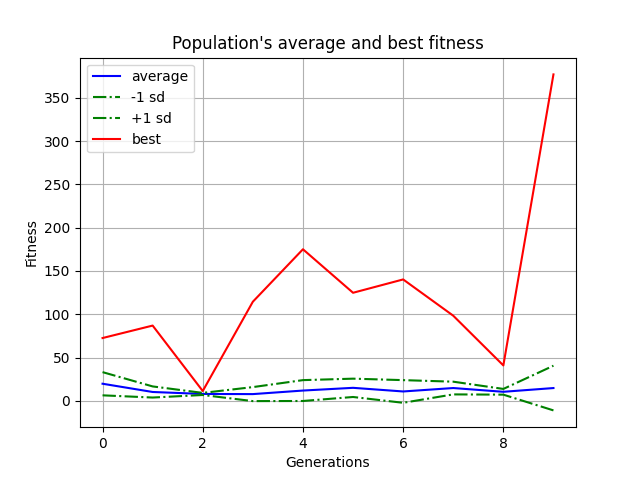 Population's average and best fitness
average
-1 sd
+1 sd
best
Fitness
350
300
250
200
150
100
50
0
0 2 4 6 8
Generations